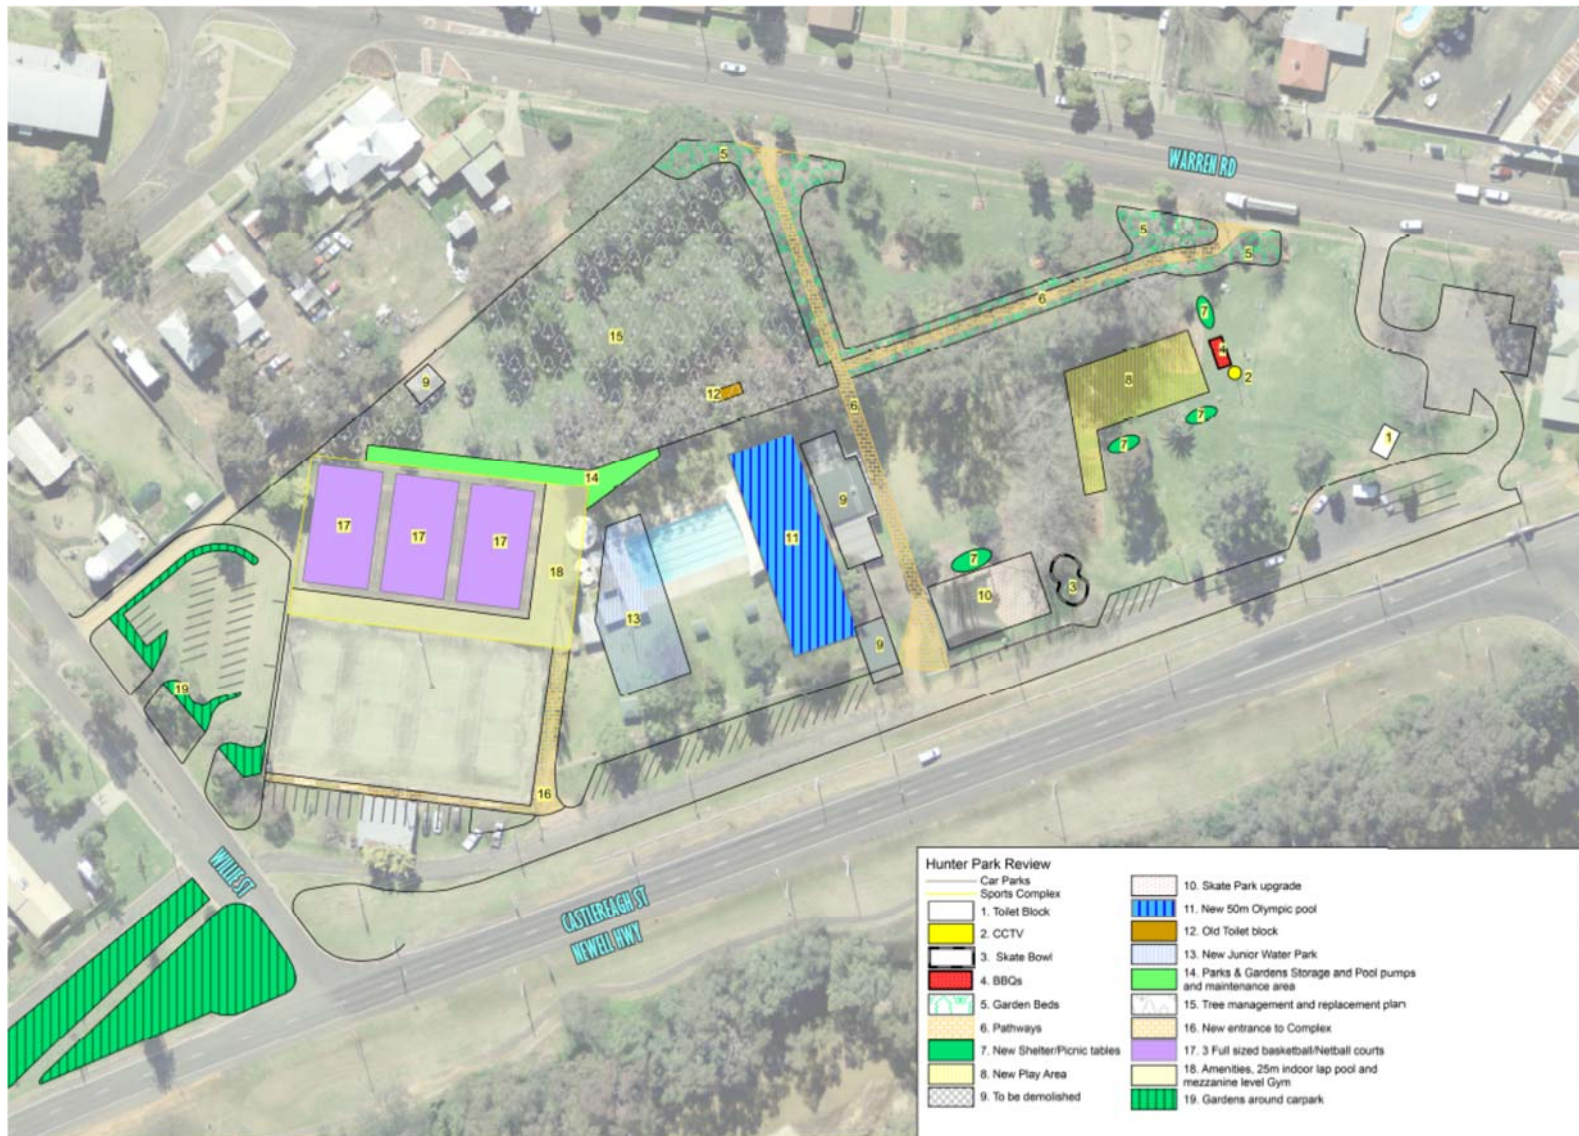 WARREN RD
5
5
5
6
7
15
4
2
8
9
12
6
7
1
7
14
17
17
17
9
11
18
7
10
3
13
9
19
16
WILLIE ST
CASTLEREAGH ST
NEWELL HWY
Hunter Park Review
Car Parks
Sports Complex
1. Toilet Block
2. CCTV
3. Skate Bowl
4. BBQs
5. Garden Beds
6. Pathways
7. New Shelter/Picnic tables
8. New Play Area
9. To be demolished
10. Skate Park upgrade
11. New 50m Olympic pool
12. Old Toilet block
13. New Junior Water Park
14. Parks & Gardens Storage and Pool pumps
and maintenance area
15. Tree management and replacement plan
16. New entrance to Complex
17. 3 Full sized basketball/Netball courts
18. Amenities, 25m indoor lap pool and
mezzanine level Gym
19. Gardens around carpark